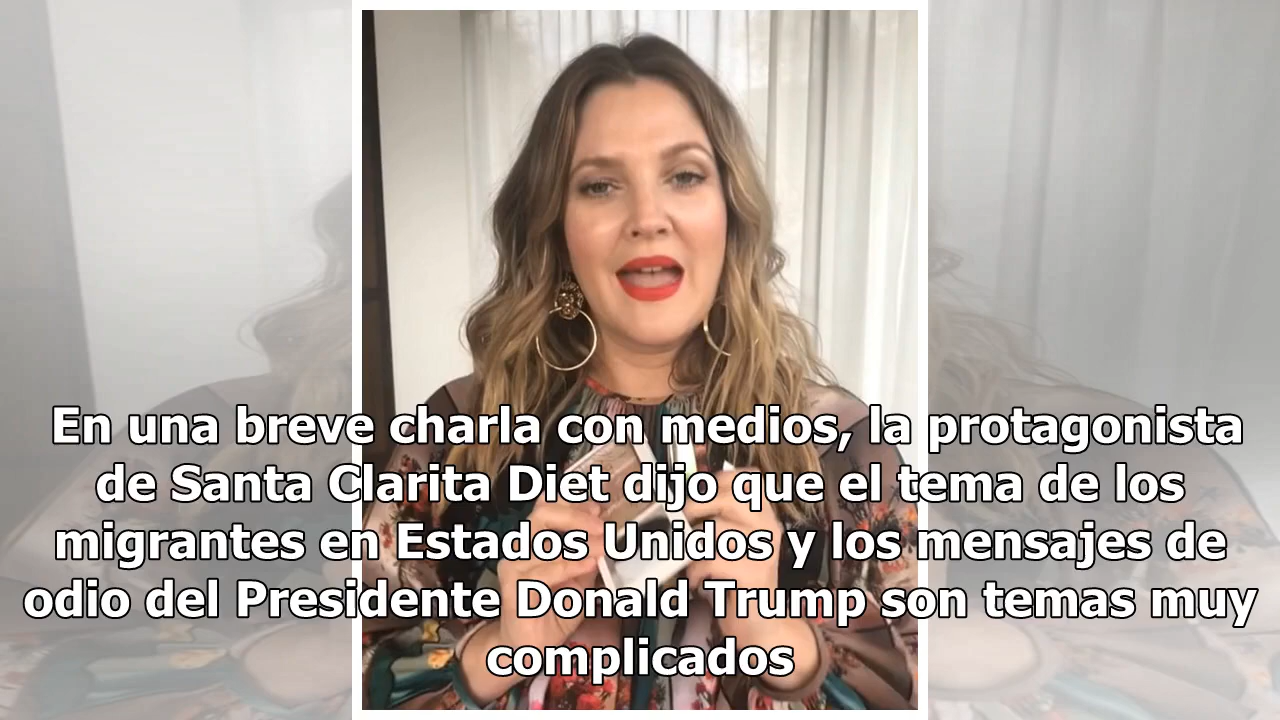 En una breve charla con medios, la protagonista
de Santa Clarita Diet dijo que el tema de los
migrantes en Estados Unidos y los mensajes de
odio del Presidente Donald Trump son temas muy
complicados